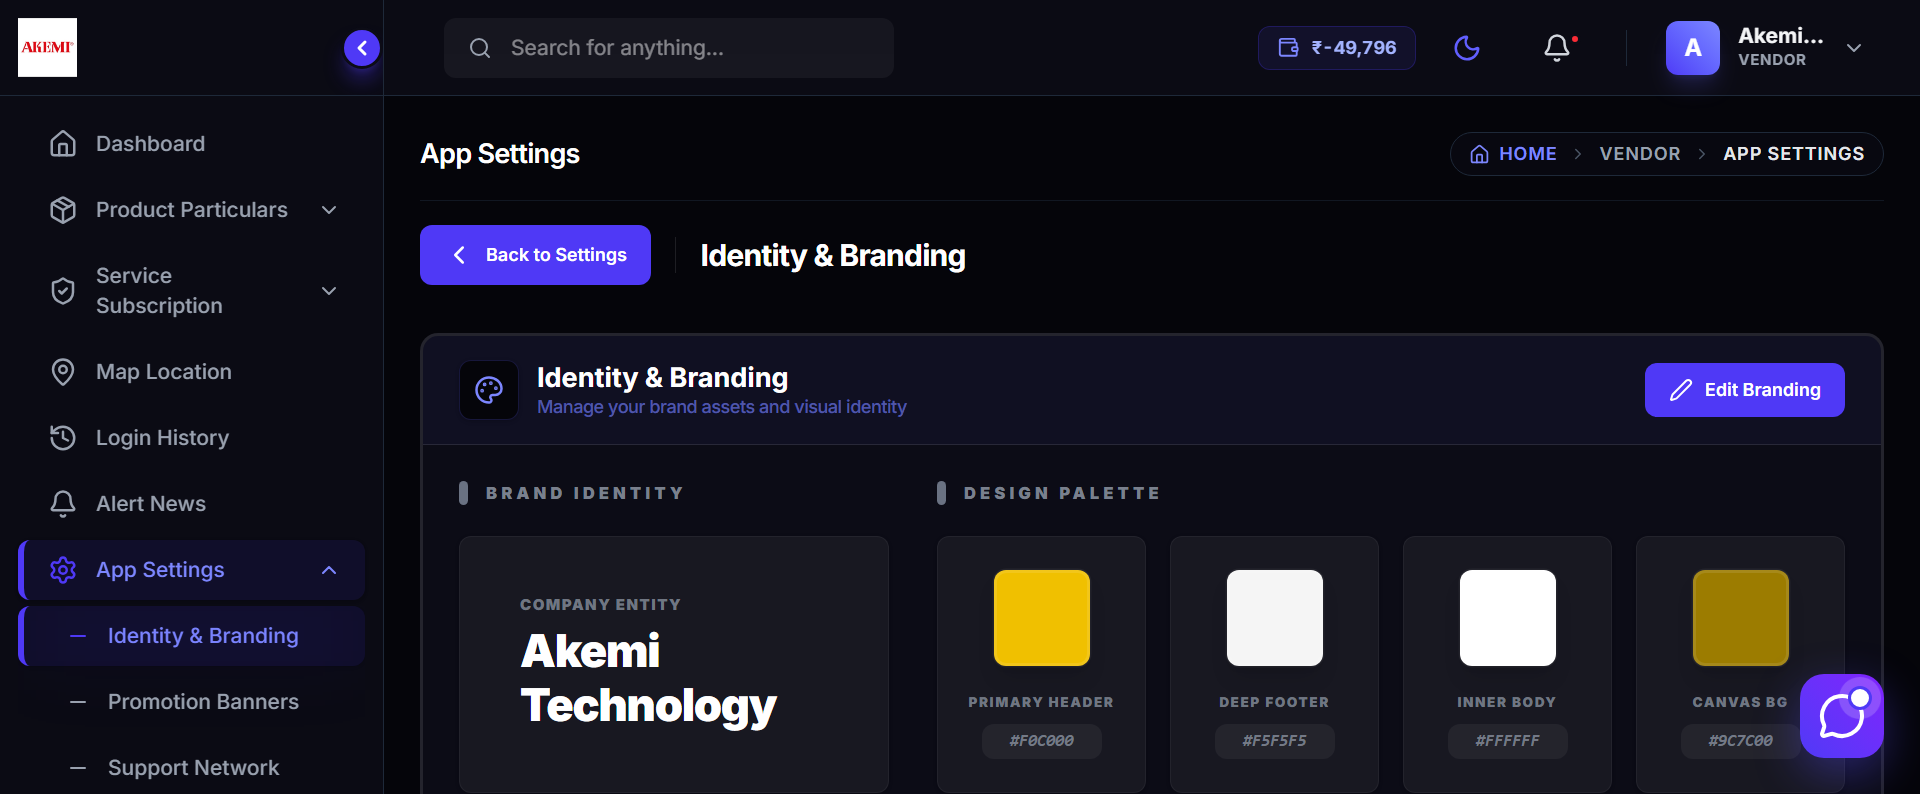 AKEMI
Search for anything...
₹-49,796
A
Akemi...
VENDOR
Dashboard
Product Particulars
Service
Subscription
Map Location
Login History
Alert News
App Settings
Identity & Branding
Promotion Banners
Support Network
App Settings
HOME > VENDOR > APP SETTINGS
Back to Settings
Identity & Branding
Identity & Branding
Manage your brand assets and visual identity
Edit Branding
BRAND IDENTITY
COMPANY ENTITY
Akemi
Technology
DESIGN PALETTE
PRIMARY HEADER
#F0C000
DEEP FOOTER
#F5F5F5
INNER BODY
#FFFFFF
CANVAS BG
#9C7C00